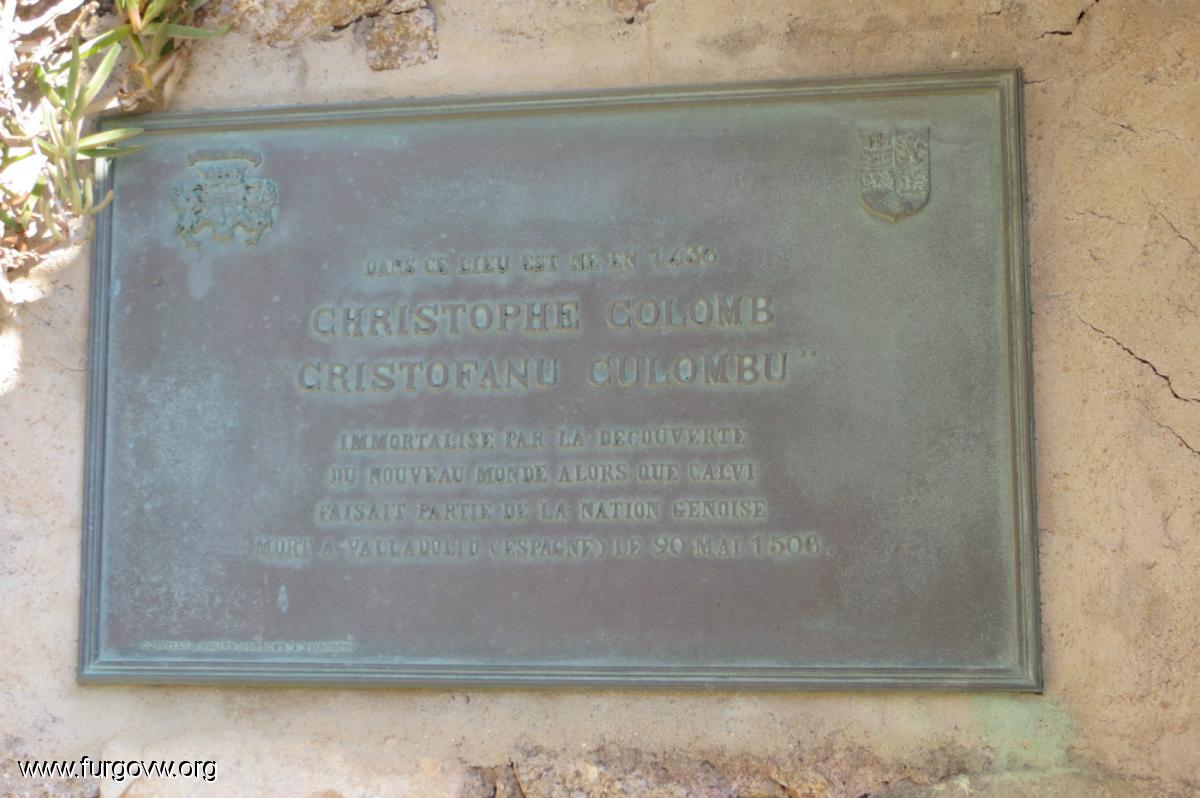 DANS CE LIEU EST NE EN 1436
CHRISTOPHE COLOMB
"CRISTOFANU CULOMBU"
IMMORTALISE PAR LA DECOUVERTE
DU NOUVEAU MONDE ALORS QUE CALVI
FAISAIT PARTIE DE LA NATION GENOISE
MORT A VALLADOLID (ESPAGNE) LE 20 MAI 1506.
www.furgovw.org